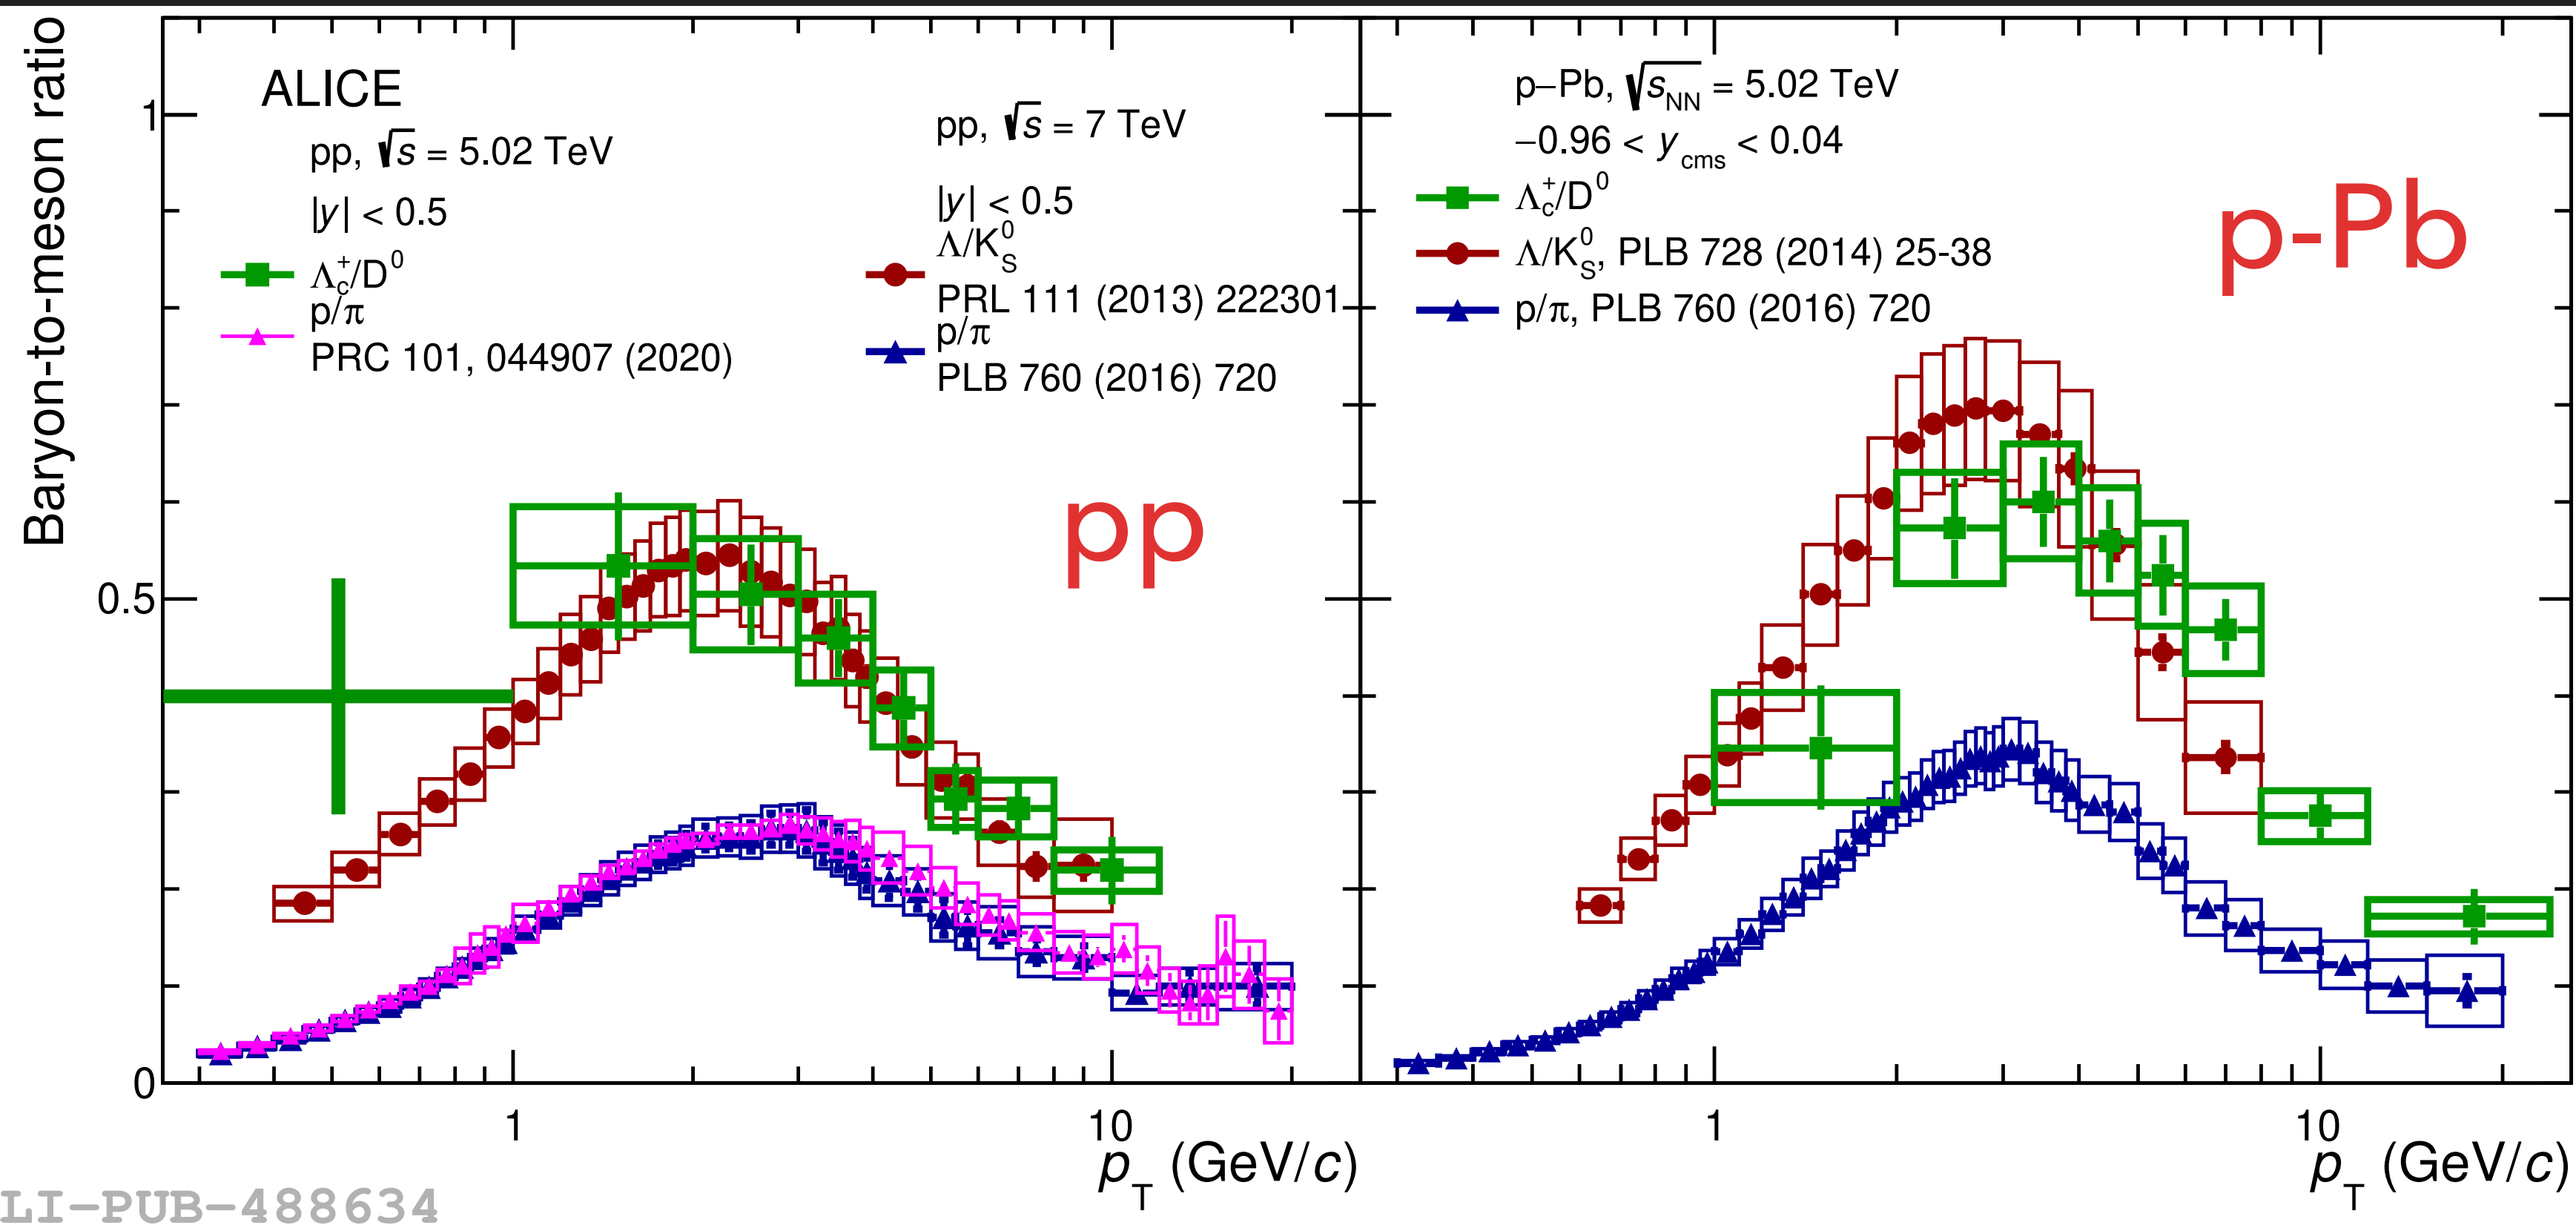 Baryon-to-meson ratio
1
0.5
0
ALICE
pp, √s = 5.02 TeV
|y| < 0.5
Λc+/D0
p/π
PRC 101, 044907 (2020)
pp, √s = 7 TeV
|y| < 0.5
Λ/K0S
PRL 111 (2013) 222301
p/π
PLB 760 (2016) 720
pp
1
10
pT (GeV/c)
p−Pb, √sNN = 5.02 TeV
−0.96 < ycms < 0.04
Λc+/D0
Λ/K0S, PLB 728 (2014) 25-38
p/π, PLB 760 (2016) 720
p-Pb
1
10
pT (GeV/c)
LI−PUB−488634